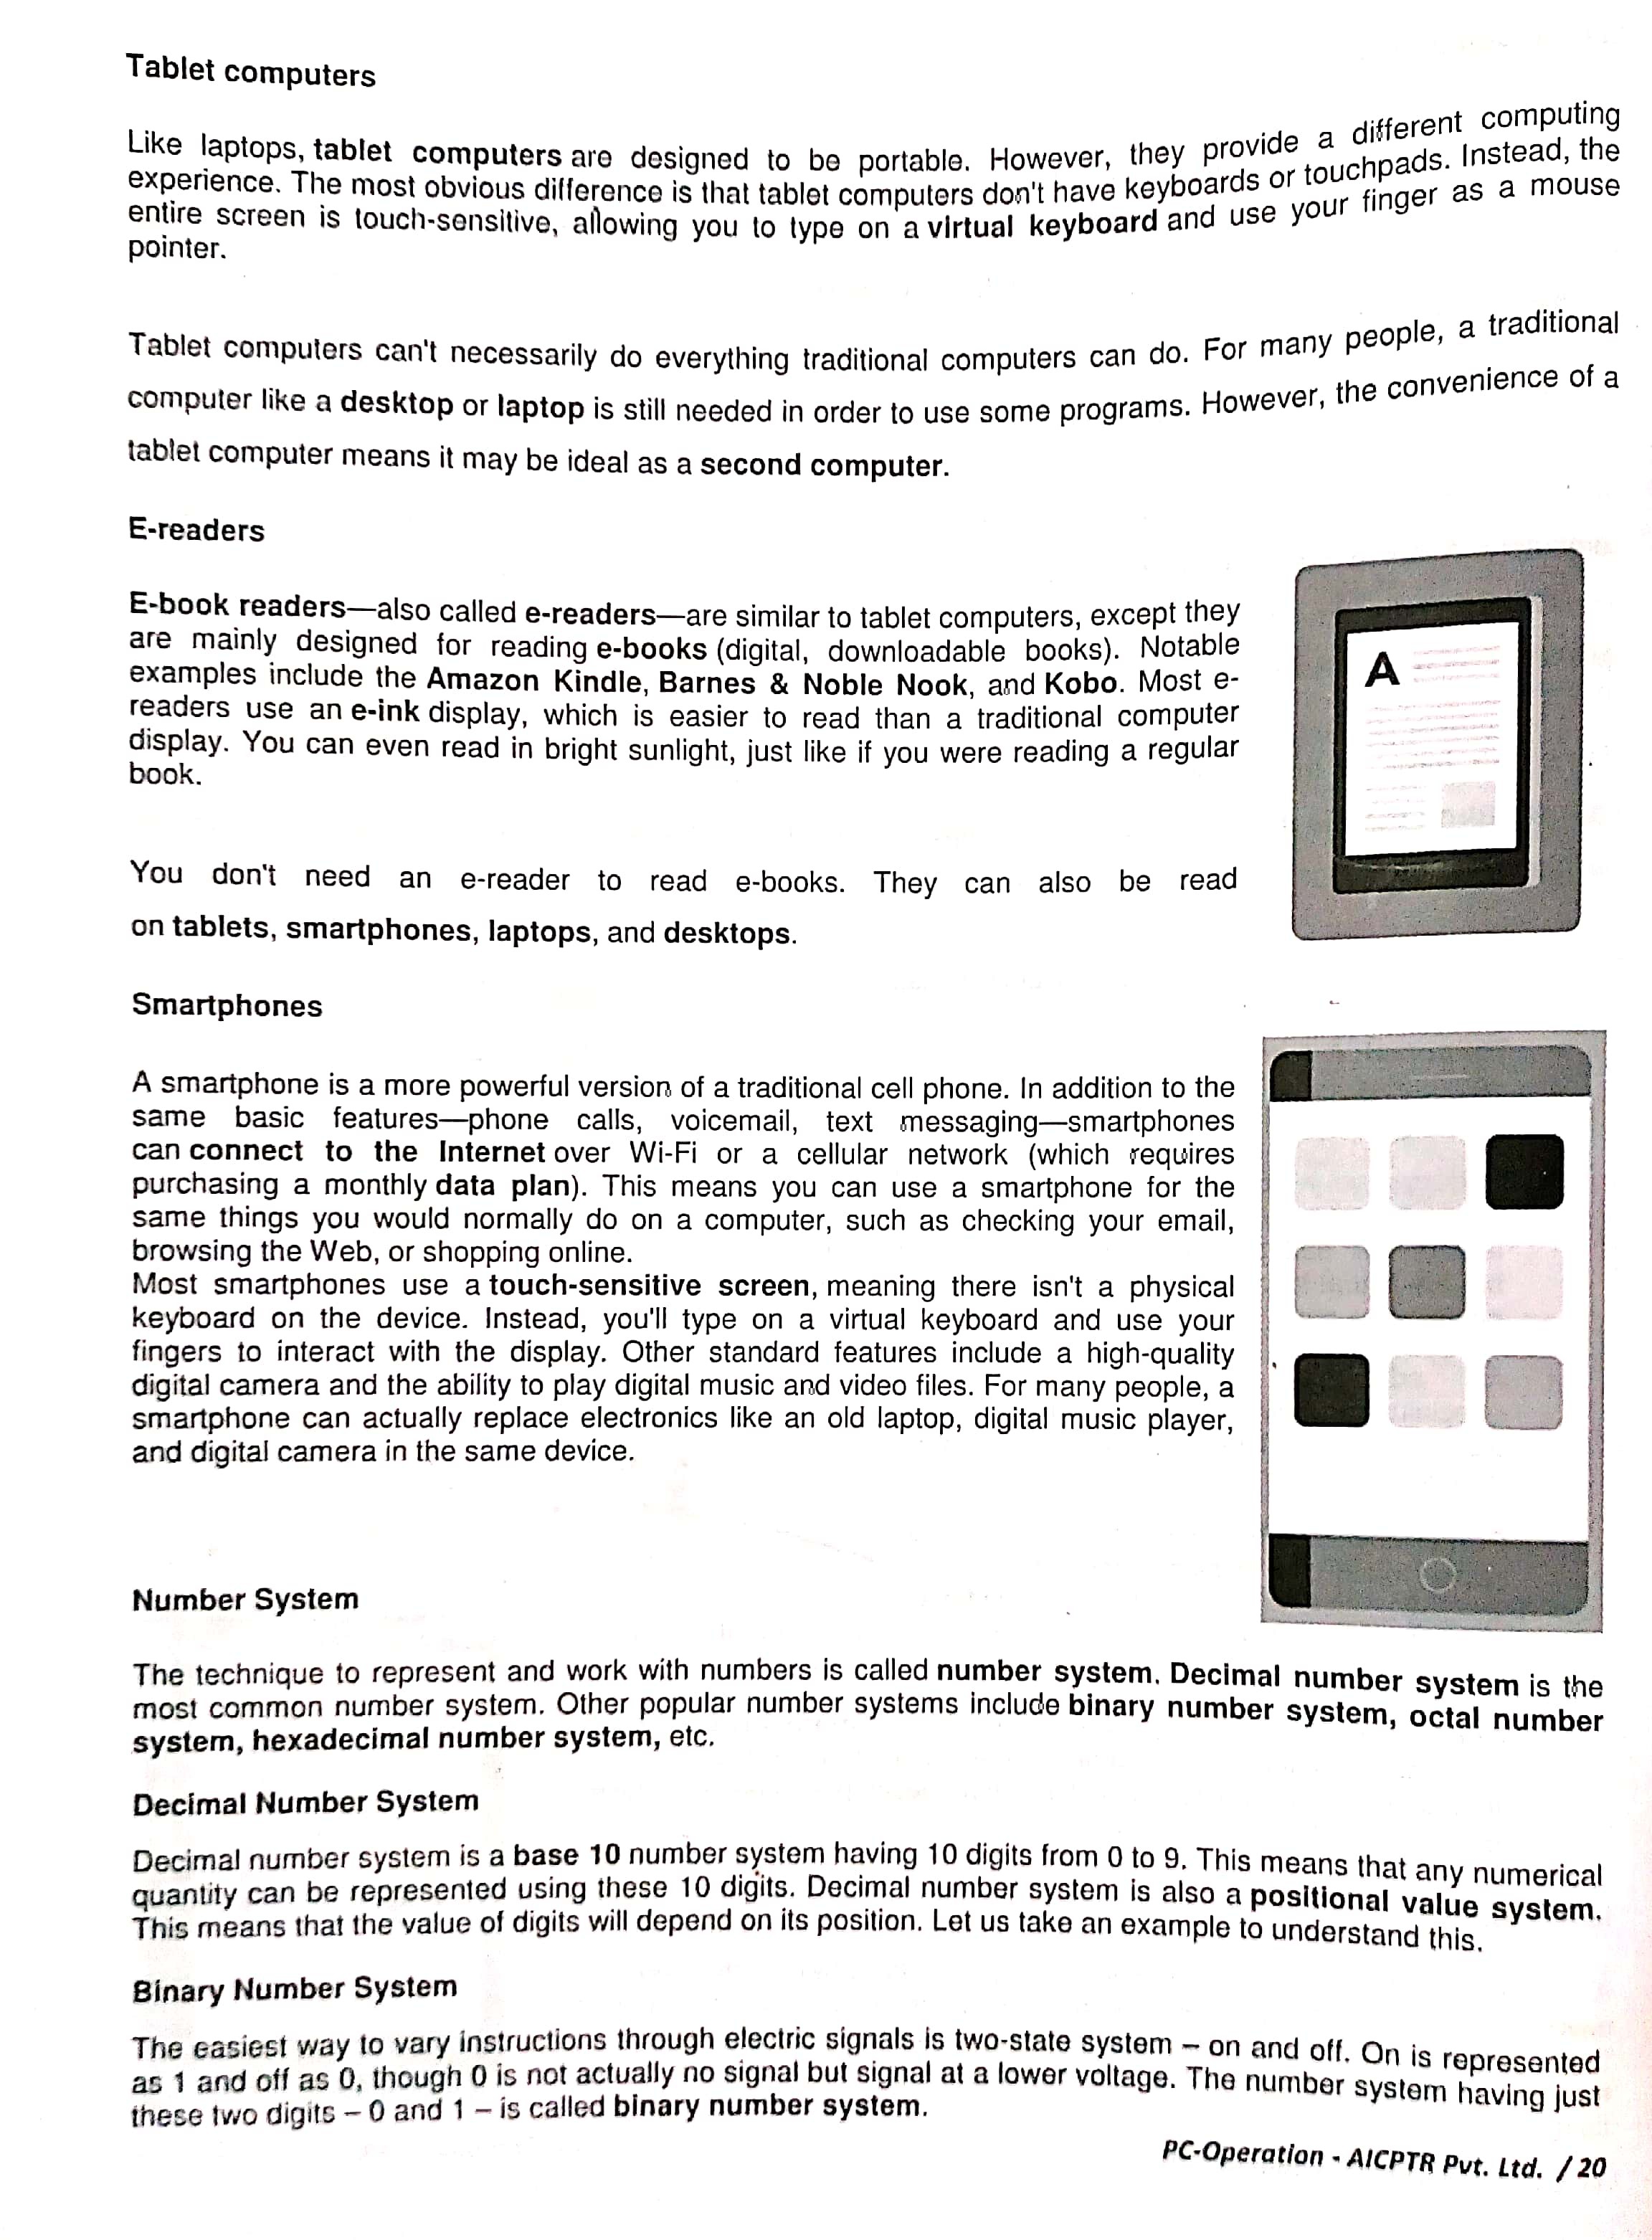 Tablet computers
Like laptops, tablet computers are designed to be portable. However, they provide a different computing
experience. The most obvious difference is that tablet computers don't have keyboards or touchpads. Instead, the
entire screen is touch-sensitive, allowing you to type on a virtual keyboard and use your finger as a mouse
pointer.
Tablet computers can't necessarily do everything traditional computers can do. For many people, a traditional
computer like a desktop or laptop is still needed in order to use some programs. However, the convenience of a
tablet computer means it may be ideal as a second computer.
E-readers
E-book readers—also called e-readers—are similar to tablet computers, except they
are mainly designed for reading e-books (digital, downloadable books). Notable
examples include the Amazon Kindle, Barnes & Noble Nook, and Kobo. Most e-
readers use an e-ink display, which is easier to read than a traditional computer
display. You can even read in bright sunlight, just like if you were reading a regular
book.
A
You don't need an e-reader to read e-books. They can also be read
on tablets, smartphones, laptops, and desktops.
Smartphones
A smartphone is a more powerful version of a traditional cell phone. In addition to the
same basic features—phone calls, voicemail, text messaging—smartphones
can connect to the Internet over Wi-Fi or a cellular network (which requires
purchasing a monthly data plan). This means you can use a smartphone for the
same things you would normally do on a computer, such as checking your email,
browsing the Web, or shopping online.
Most smartphones use a touch-sensitive screen, meaning there isn't a physical
keyboard on the device. Instead, you'll type on a virtual keyboard and use your
fingers to interact with the display. Other standard features include a high-quality
digital camera and the ability to play digital music and video files. For many people, a
smartphone can actually replace electronics like an old laptop, digital music player,
and digital camera in the same device.
Number System
The technique to represent and work with numbers is called number system. Decimal number system is the
most common number system. Other popular number systems include binary number system, octal number
system, hexadecimal number system, etc.
Decimal Number System
Decimal number system is a base 10 number system having 10 digits from 0 to 9. This means that any numerical
quantity can be represented using these 10 digits. Decimal number system is also a positional value system.
This means that the value of digits will depend on its position. Let us take an example to understand this.
Binary Number System
The easiest way to vary instructions through electric signals is two-state system – on and off. On is represented
as 1 and off as 0, though 0 is not actually no signal but signal at a lower voltage. The number system having just
these two digits – 0 and 1 – is called binary number system.
PC-Operation - AICPTR Pvt. Ltd. / 20